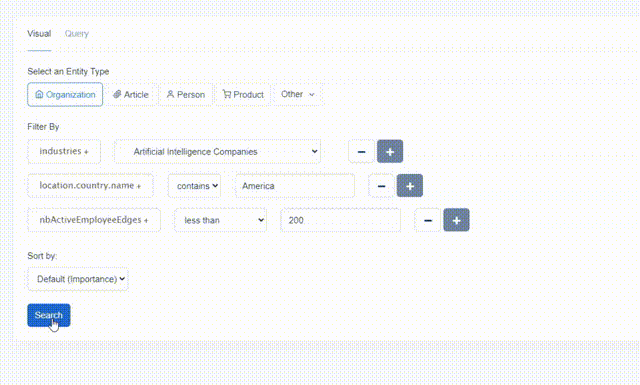 Visual Query
Select an Entity Type
Organization Article Person Product Other
Filter By
industries + Artificial Intelligence Companies − +
location.country.name + contains America − +
nbActiveEmployeeEdges + less than 200 − +
Sort by:
Default (Importance)
Search